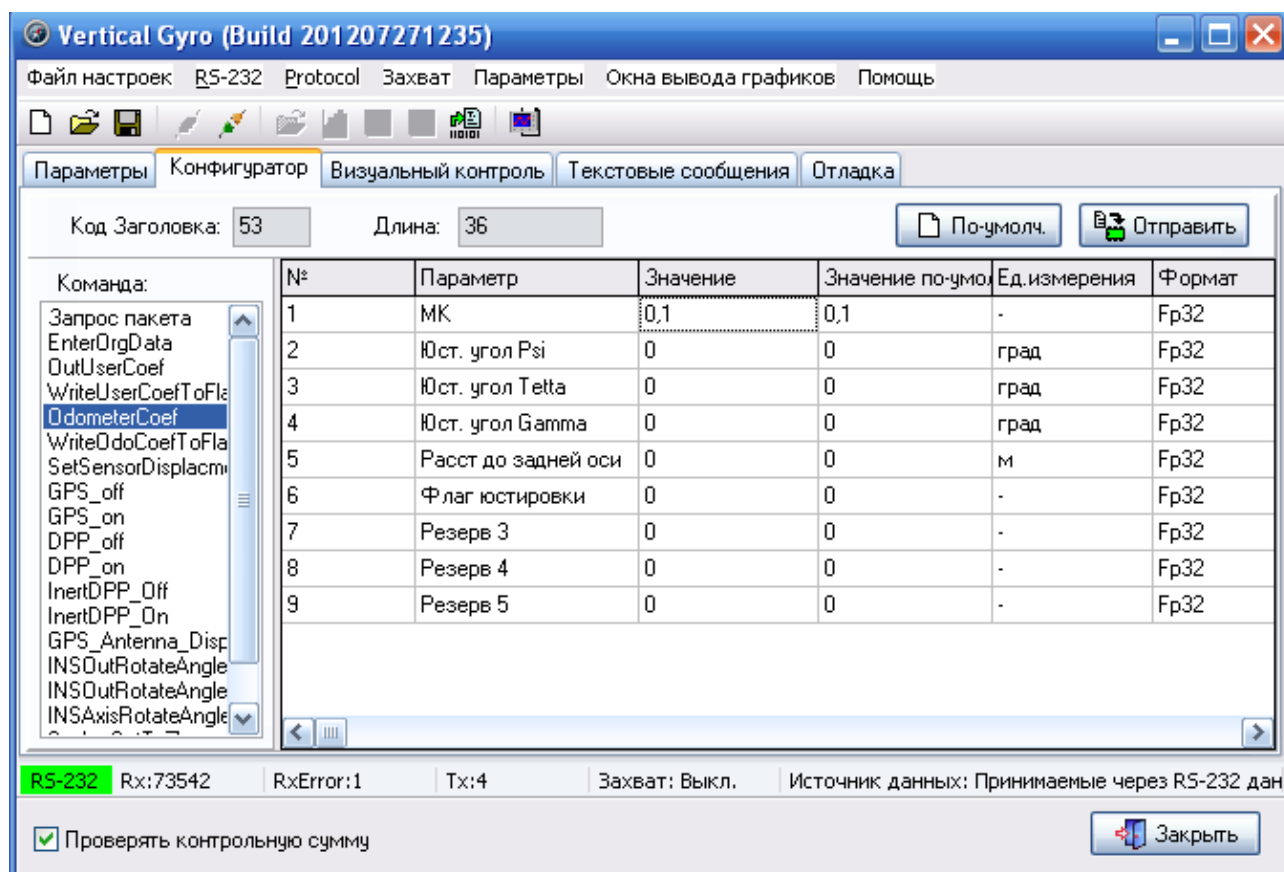 Vertical Gyro (Build 201207271235)
Файл настроек RS-232 Protocol Захват Параметры Окна вывода графиков Помощь
Параметры Конфигуратор Визуальный контроль Текстовые сообщения Отладка
Код Заголовка: 53 Длина: 36 По-умолч. Отправить
Команда:
Запрос пакета
EnterOrgData
OutUserCoef
WriteUserCoefToFla
OdometerCoef
WriteOdoCoefToFla
SetSensorDisplacm
GPS_off
GPS_on
DPP_off
DPP_on
InertDPP_Off
InertDPP_On
GPS_Antenna_Disp
INSOutRotateAngle
INSOutRotateAngle
INSAxisRotateAngle
№ Параметр Значение Значение по-умол Ед.измерения Формат
1 МК 0,1 0,1 - Fp32
2 Юст. угол Psi 0 0 град Fp32
3 Юст. угол Tetta 0 0 град Fp32
4 Юст. угол Gamma 0 0 град Fp32
5 Расст до задней оси 0 0 м Fp32
6 Флаг юстировки 0 0 - Fp32
7 Резерв 3 0 0 - Fp32
8 Резерв 4 0 0 - Fp32
9 Резерв 5 0 0 - Fp32
RS-232 Rx:73542 RxError:1 Tx:4 Захват: Выкл. Источник данных: Принимаемые через RS-232 дан
Проверять контрольную сумму Закрыть